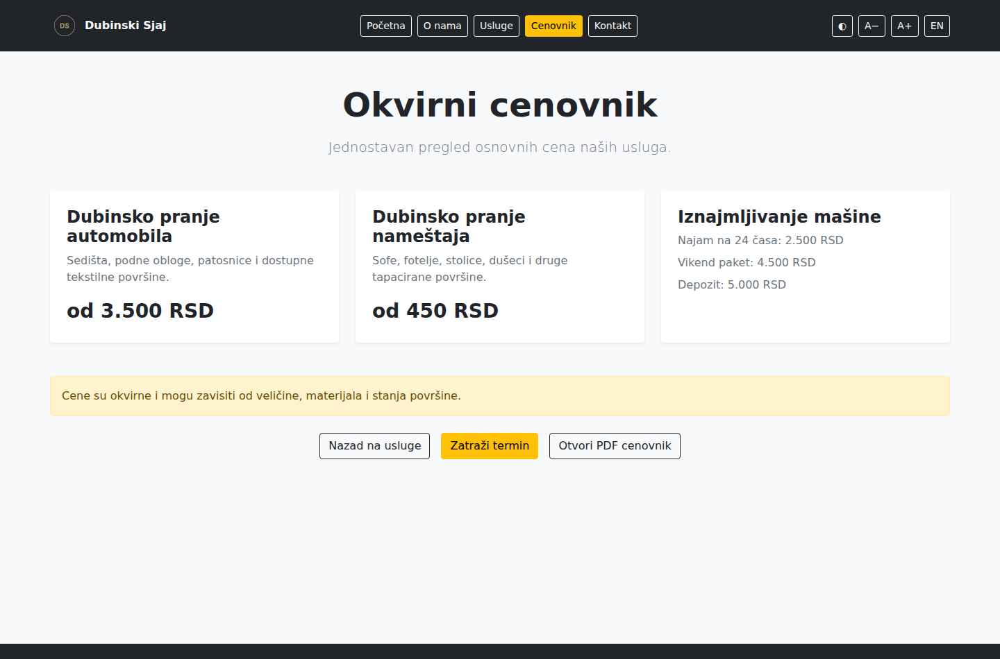 DS
Dubinski Sjaj
Početna
O nama
Usluge
Cenovnik
Kontakt
A−
A+
EN
Okvirni cenovnik
Jednostavan pregled osnovnih cena naših usluga.
Dubinsko pranje
automobila
Sedišta, podne obloge, patosnice i dostupne
tekstilne površine.
od 3.500 RSD
Dubinsko pranje
nameštaja
Sofe, fotelje, stolice, dušeci i druge
tapacirane površine.
od 450 RSD
Iznajmljivanje mašine
Najam na 24 časa: 2.500 RSD
Vikend paket: 4.500 RSD
Depozit: 5.000 RSD
Cene su okvirne i mogu zavisiti od veličine, materijala i stanja površine.
Nazad na usluge
Zatraži termin
Otvori PDF cenovnik